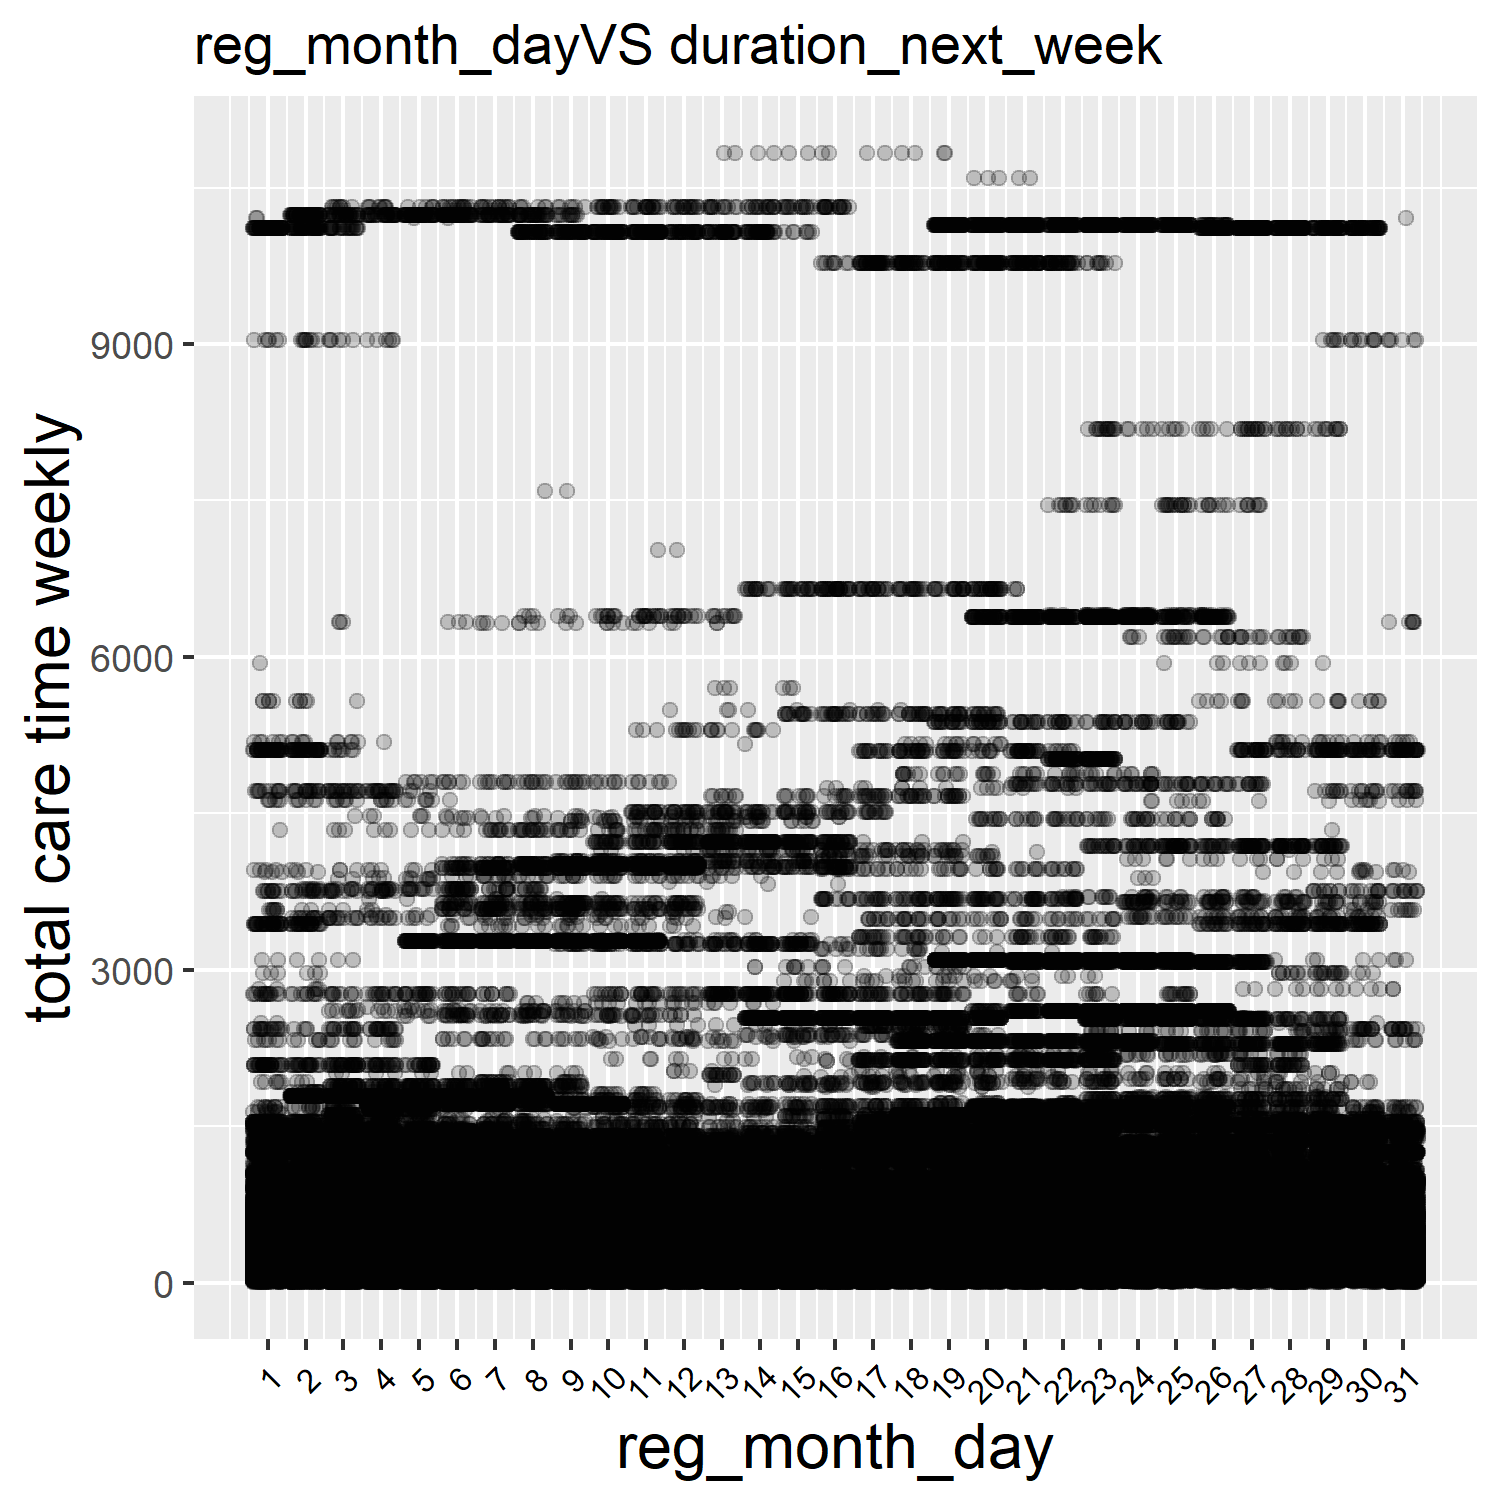 reg_month_dayVS duration_next_week
total care time weekly
9000
6000
3000
0
1 2 3 4 5 6 7 8 9 10 11 12 13 14 15 16 17 18 19 20 21 22 23 24 25 26 27 28 29 30 31
reg_month_day